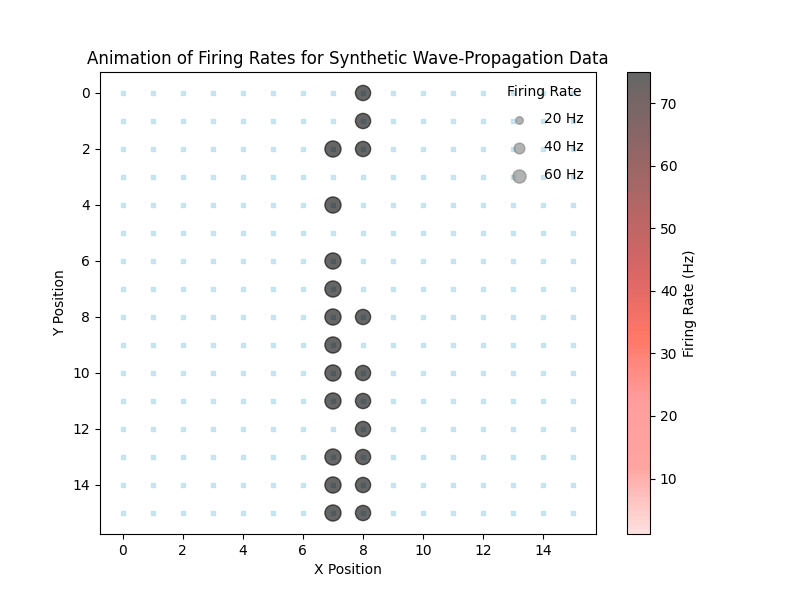 Animation of Firing Rates for Synthetic Wave-Propagation Data
Firing Rate
20 Hz
40 Hz
60 Hz
0
2
4
6
8
10
12
14
Y Position
0
2
4
6
8
10
12
14
X Position
70
60
50
40
30
20
10
Firing Rate (Hz)